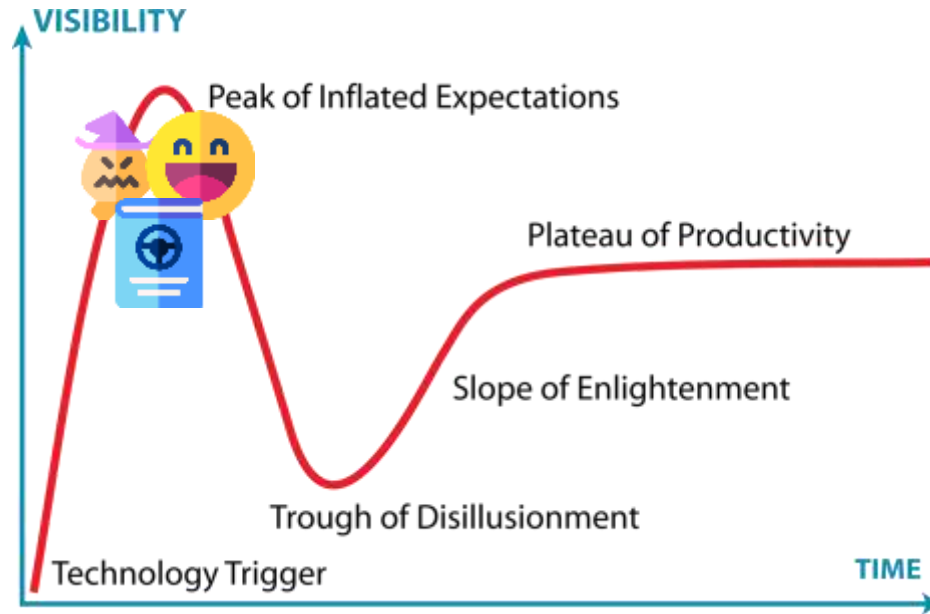 VISIBILITY
Peak of Inflated Expectations
Plateau of Productivity
Slope of Enlightenment
Trough of Disillusionment
Technology Trigger
TIME